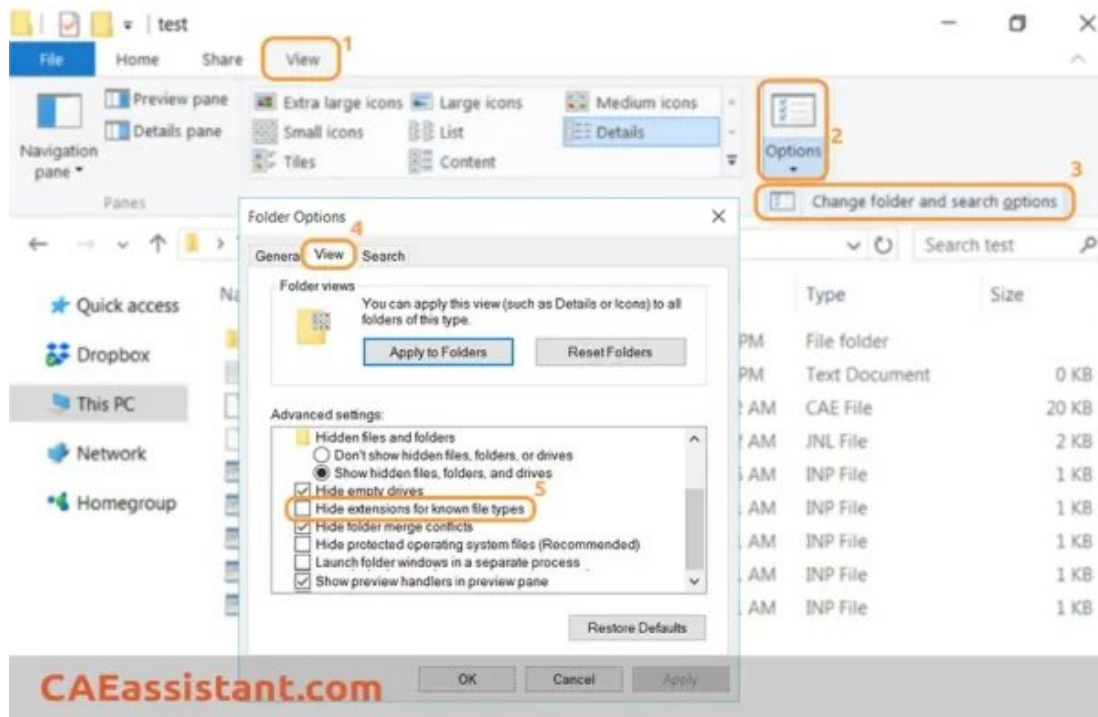 test
1
File Home Share View
Preview pane Extra large icons Large icons Medium icons
Details pane Small icons List Details
Navigation pane Tiles Content
Options
2
3
Panes
Change folder and search options
Folder Options
4
General View Search
Search test
Folder views
You can apply this view (such as Details or Icons) to all
folders of this type.
Apply to Folders Reset Folders
Type Size
Quick access
Dropbox
This PC
Network
Homegroup
PM File folder
PM Text Document 0 KB
AM CAE File 20 KB
AM JNL File 2 KB
AM INP File 1 KB
AM INP File 1 KB
AM INP File 1 KB
AM INP File 1 KB
AM INP File 1 KB
Advanced settings:
Hidden files and folders
Don't show hidden files, folders, or drives
Show hidden files, folders, and drives
Hide empty drives
5
Hide extensions for known file types
Hide folder merge conflicts
Hide protected operating system files (Recommended)
Launch folder windows in a separate process
Show preview handlers in preview pane
Restore Defaults
OK Cancel Apply
CAEassistant.com